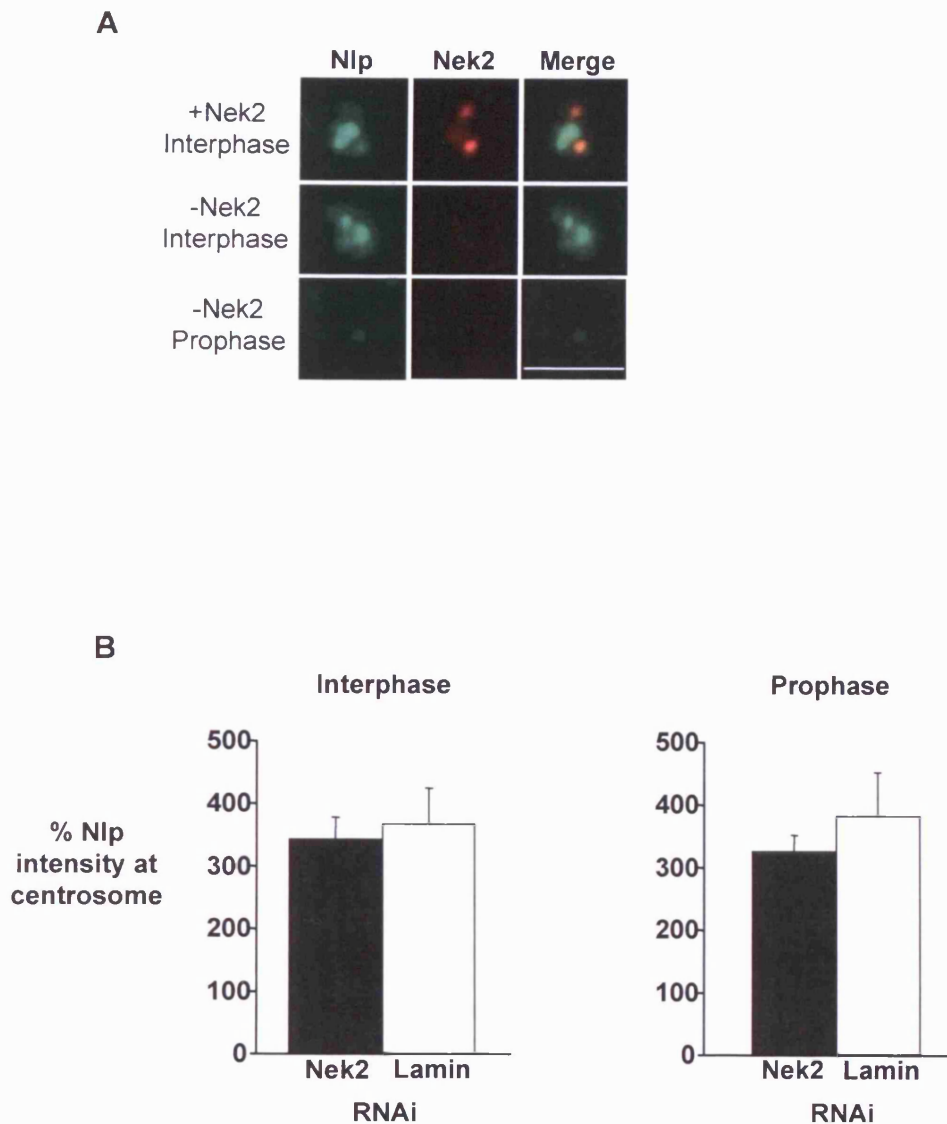 A
Nlp Nek2 Merge
+Nek2
Interphase
-Nek2
Interphase
-Nek2
Prophase
B
Interphase
500
400
300
200
100
0
% Nlp
intensity at
centrosome
Nek2 Lamin
RNAi
Prophase
500
400
300
200
100
0
Nek2 Lamin
RNAi